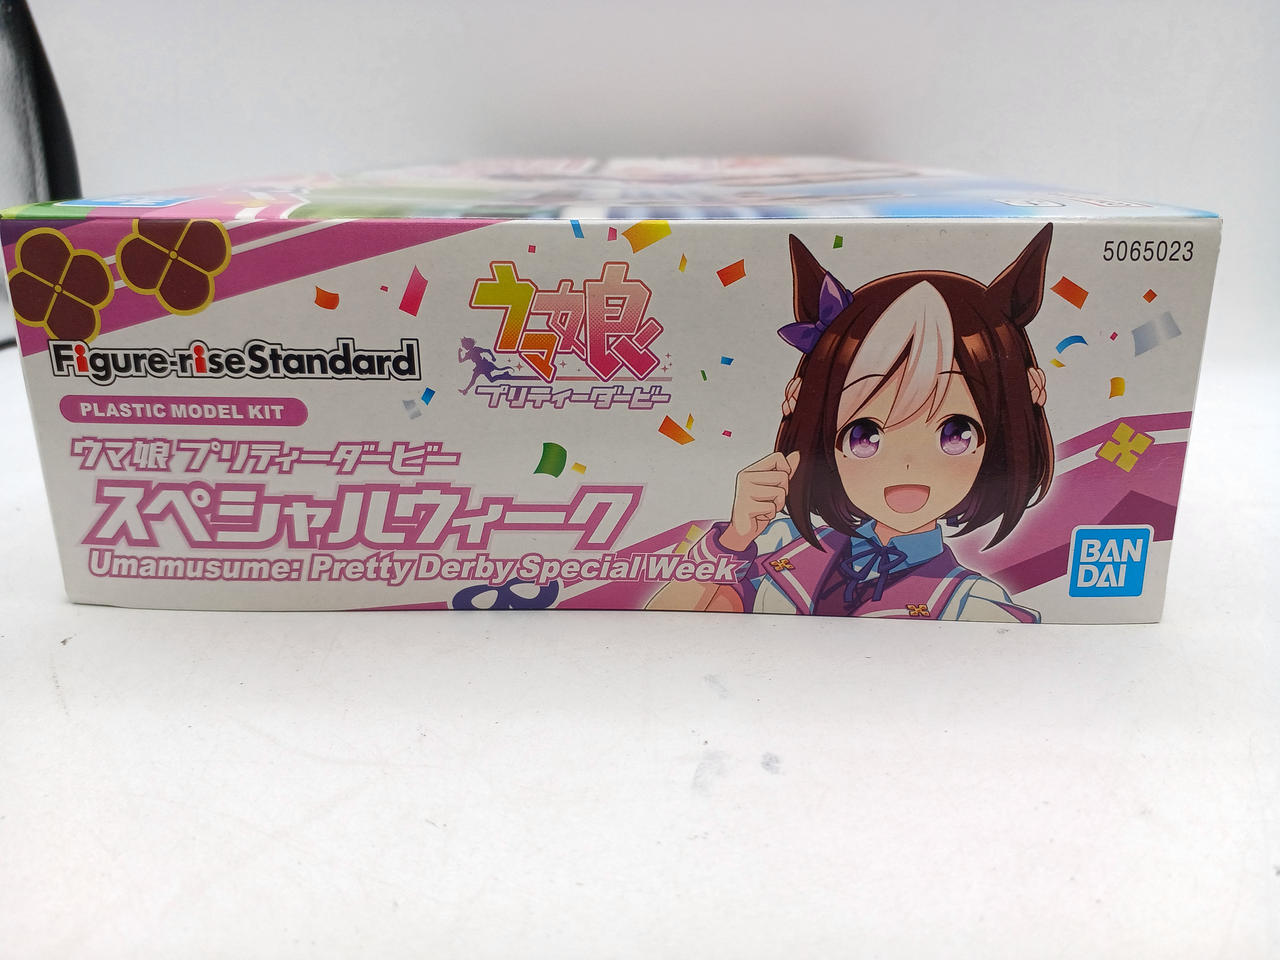 5065023
ウマ娘
プリティーダービー
Figure-riseStandard
PLASTIC MODEL KIT
ウマ娘 プリティーダービー
スペシャルウィーク
Umamusume: Pretty Derby Special Week
BAN
DAI